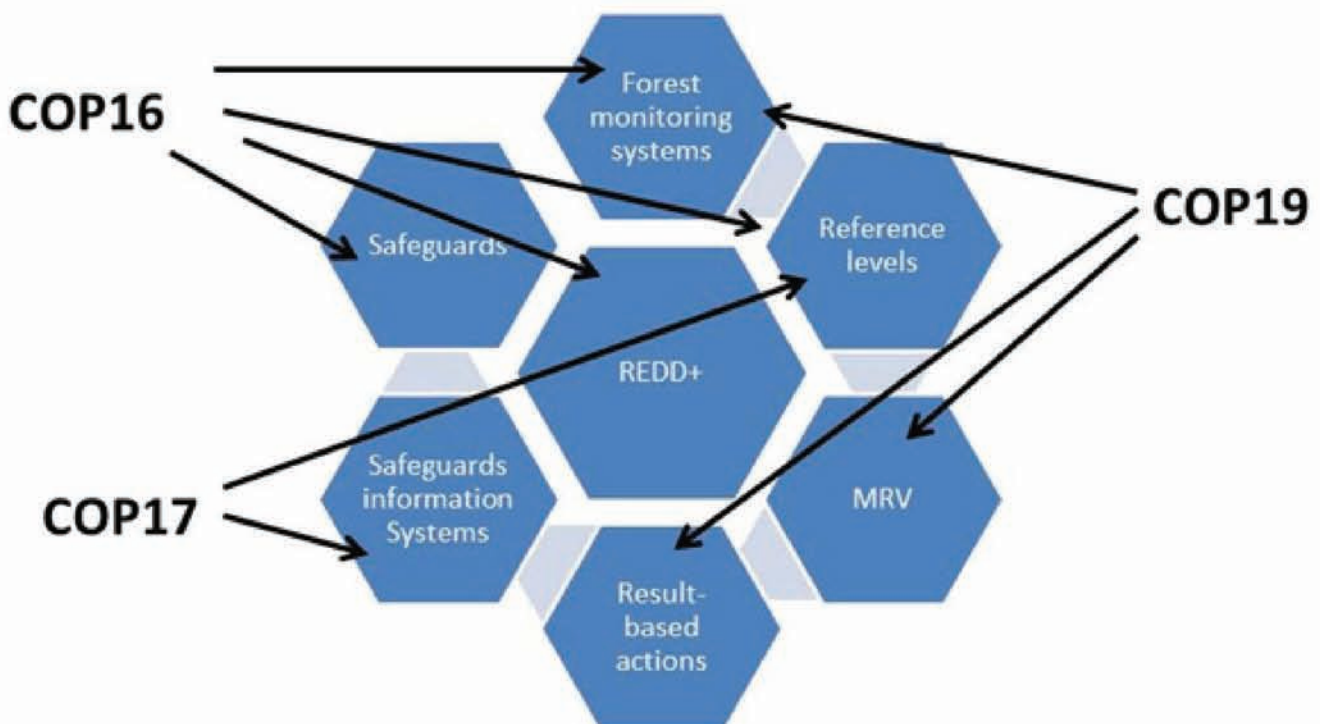 COP16
Forest
monitoring
systems
COP19
Safeguards
Reference
levels
REDD+
COP17
Safeguards
information
Systems
MRV
Result-
based
actions